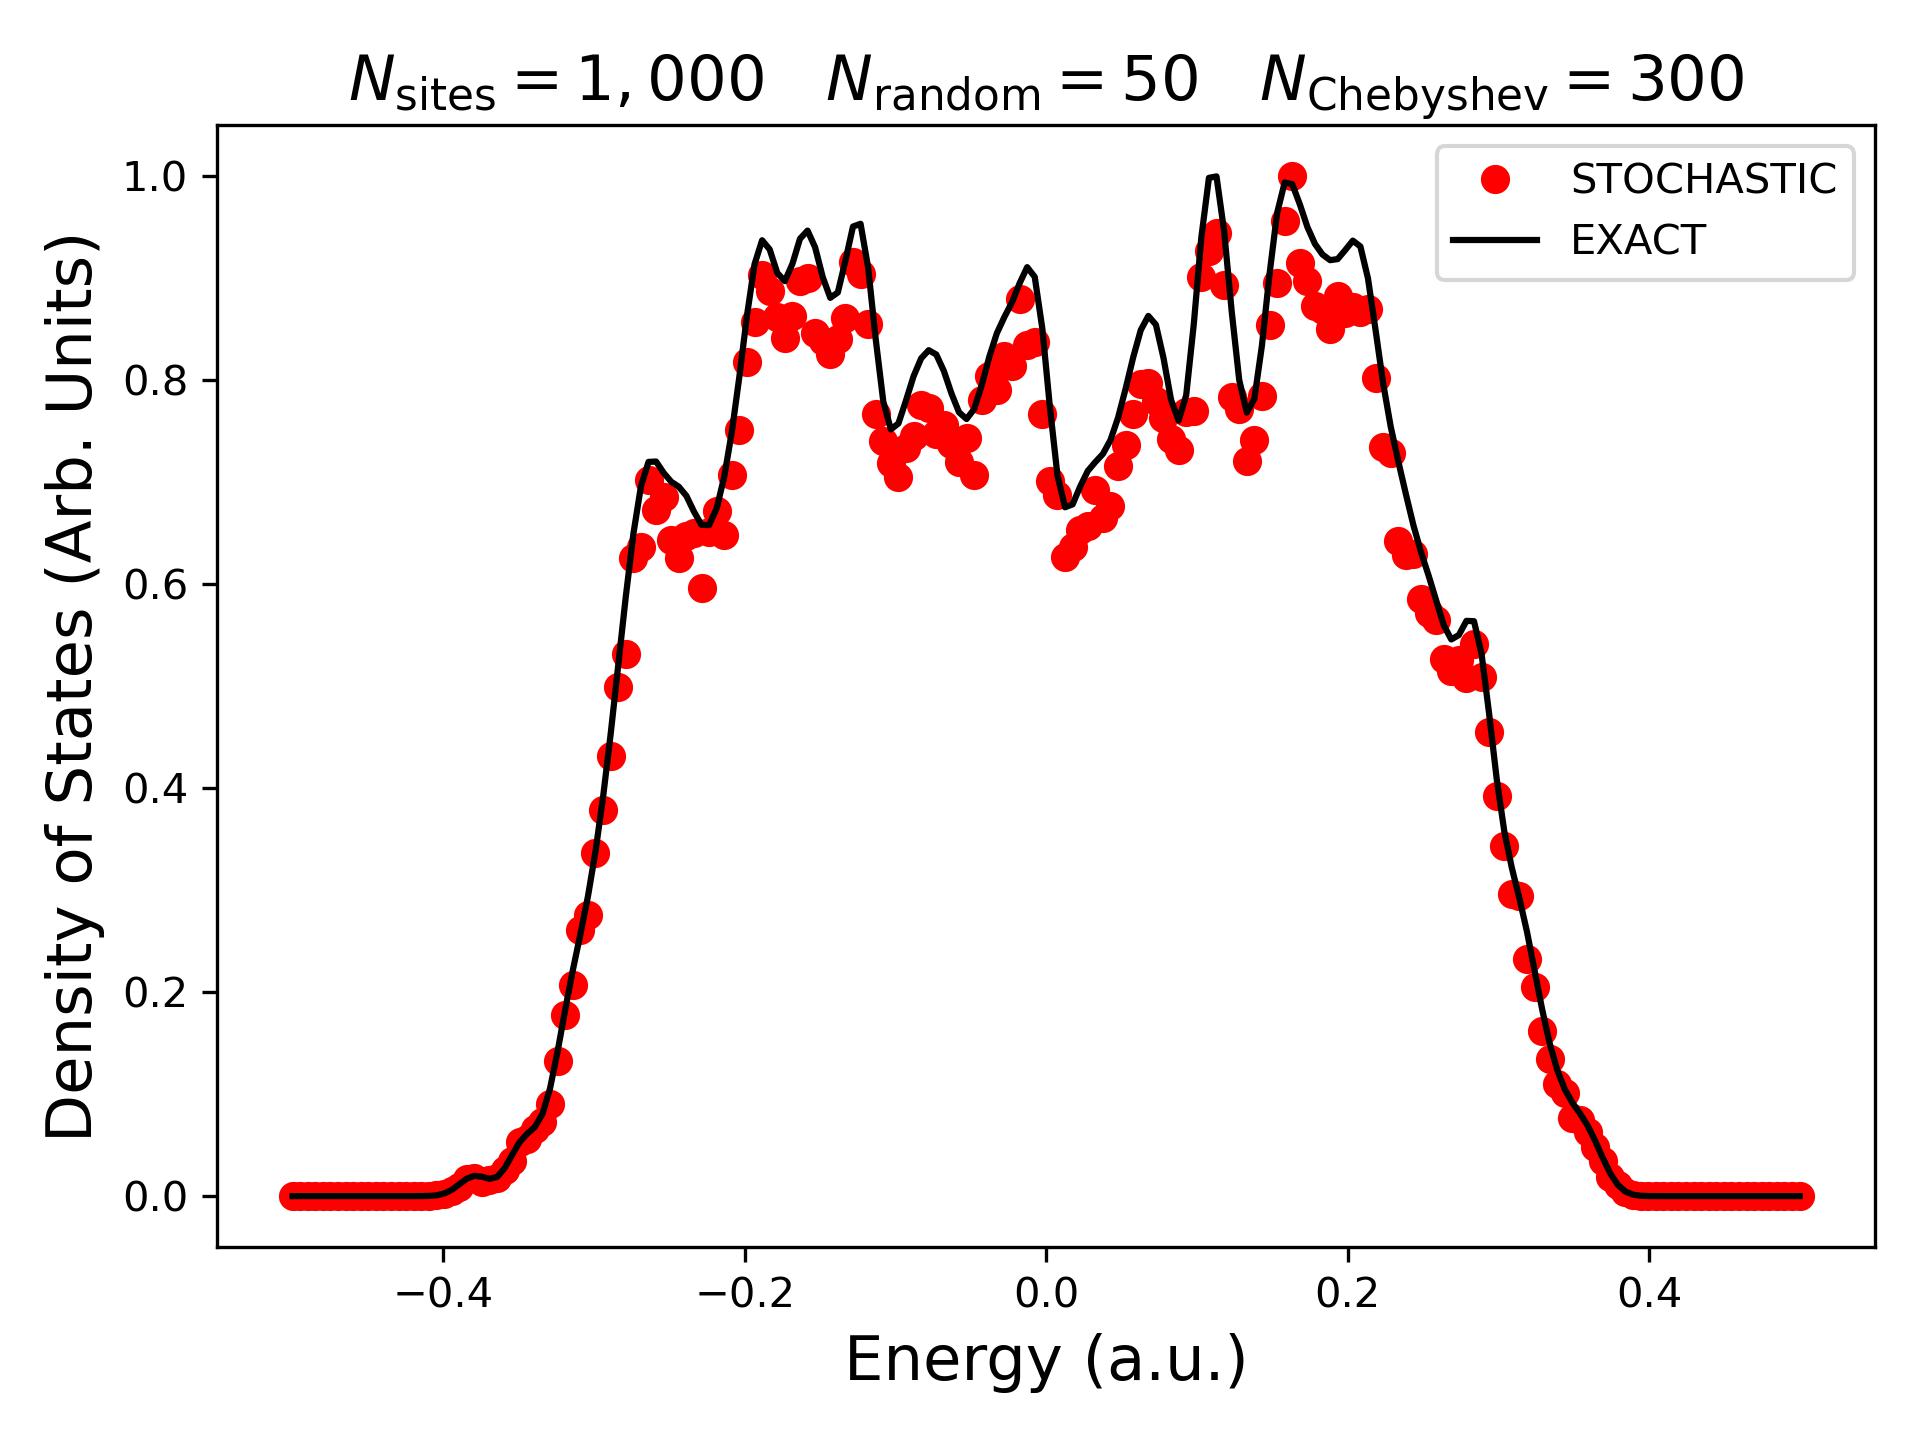 N_sites = 1,000 N_random = 50 N_Chebyshev = 300
STOCHASTIC
EXACT
Density of States (Arb. Units)
1.0
0.8
0.6
0.4
0.2
0.0
−0.4 −0.2 0.0 0.2 0.4
Energy (a.u.)